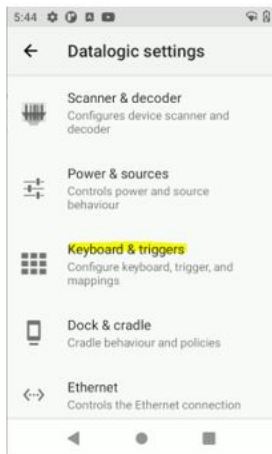 5:44
Datalogic settings
Scanner & decoder
Configures device scanner and
decoder
Power & sources
Controls power and source
behaviour
Keyboard & triggers
Configure keyboard, trigger, and
mappings
Dock & cradle
Cradle behaviour and policies
Ethernet
Controls the Ethernet connection